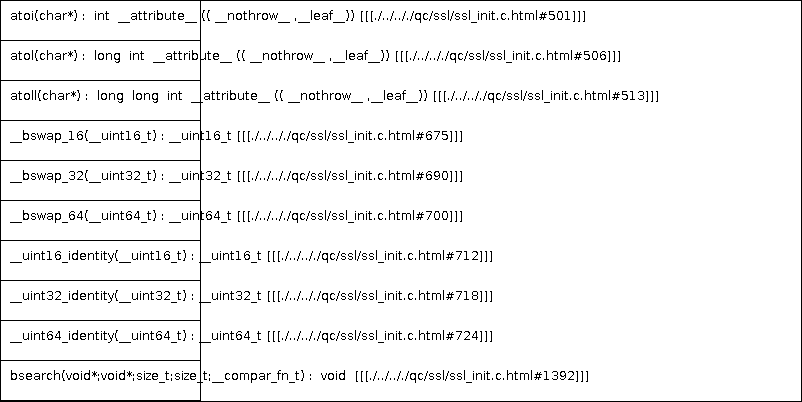 atoi(char*) : int __attribute__ (( __nothrow__ ,__leaf__)) [[[./../../../qc/ssl/ssl_init.c.html#501]]]
atol(char*) : long int __attribute__ (( __nothrow__ ,__leaf__)) [[[./../../../qc/ssl/ssl_init.c.html#506]]]
atoll(char*) : long long int __attribute__ (( __nothrow__ ,__leaf__)) [[[./../../../qc/ssl/ssl_init.c.html#513]]]
__bswap_16(__uint16_t) : __uint16_t [[[./../../../qc/ssl/ssl_init.c.html#675]]]
__bswap_32(__uint32_t) : __uint32_t [[[./../../../qc/ssl/ssl_init.c.html#690]]]
__bswap_64(__uint64_t) : __uint64_t [[[./../../../qc/ssl/ssl_init.c.html#700]]]
__uint16_identity(__uint16_t) : __uint16_t [[[./../../../qc/ssl/ssl_init.c.html#712]]]
__uint32_identity(__uint32_t) : __uint32_t [[[./../../../qc/ssl/ssl_init.c.html#718]]]
__uint64_identity(__uint64_t) : __uint64_t [[[./../../../qc/ssl/ssl_init.c.html#724]]]
bsearch(void*;void*;size_t;size_t;__compar_fn_t) : void [[[./../../../qc/ssl/ssl_init.c.html#1392]]]